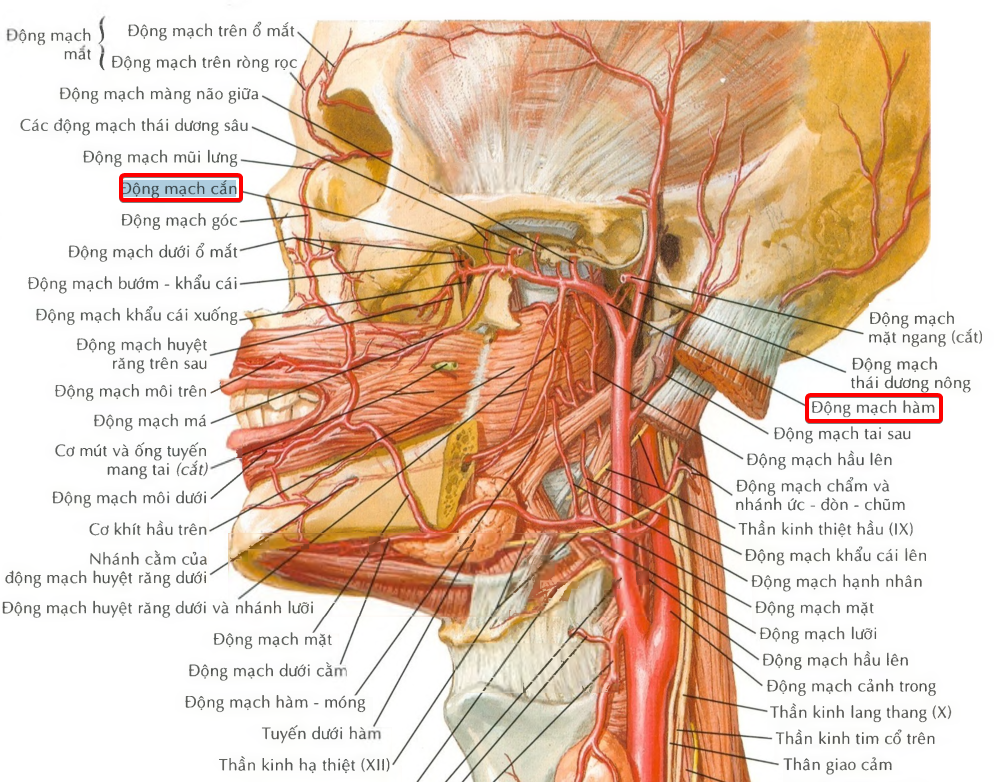 Động mạch
mắt
Động mạch trên ổ mắt
Động mạch trên ròng rọc
Động mạch màng não giữa
Các động mạch thái dương sâu
Động mạch mũi lưng
Động mạch cắn
Động mạch góc
Động mạch dưới ổ mắt
Động mạch bướm - khẩu cái
Động mạch khẩu cái xuống
Động mạch huyệt
răng trên sau
Động mạch môi trên
Động mạch má
Cơ mút và ống tuyến
mang tai (cắt)
Động mạch môi dưới
Cơ khít hầu trên
Nhánh cằm của
động mạch huyệt răng dưới
Động mạch huyệt răng dưới và nhánh lưỡi
Động mạch mặt
Động mạch dưới cằm
Động mạch hàm - móng
Tuyến dưới hàm
Thần kinh hạ thiệt (XII)
Động mạch
mặt ngang (cắt)
Động mạch
thái dương nông
Động mạch hàm
Động mạch tai sau
Động mạch hầu lên
Động mạch chẩm và
nhánh ức - đòn - chũm
Thần kinh thiệt hầu (IX)
Động mạch khẩu cái lên
Động mạch hạnh nhân
Động mạch mặt
Động mạch lưỡi
Động mạch hầu lên
Động mạch cảnh trong
Thần kinh lang thang (X)
Thần kinh tim cổ trên
Thân giao cảm